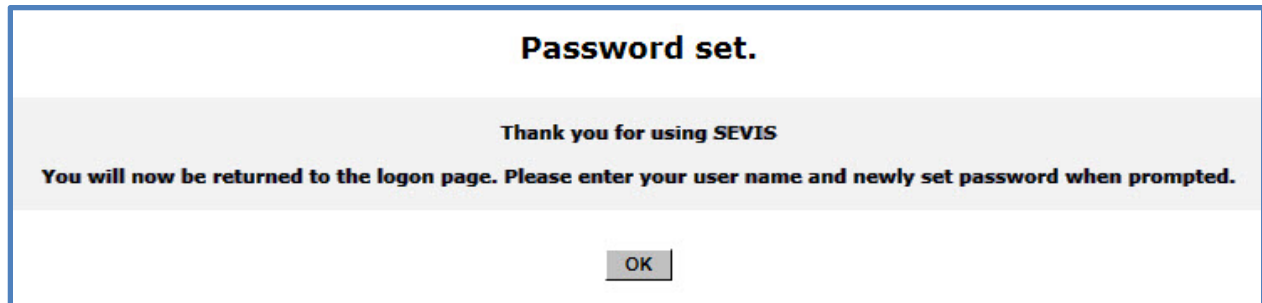 Password set.
Thank you for using SEVIS
You will now be returned to the logon page. Please enter your user name and newly set password when prompted.
OK